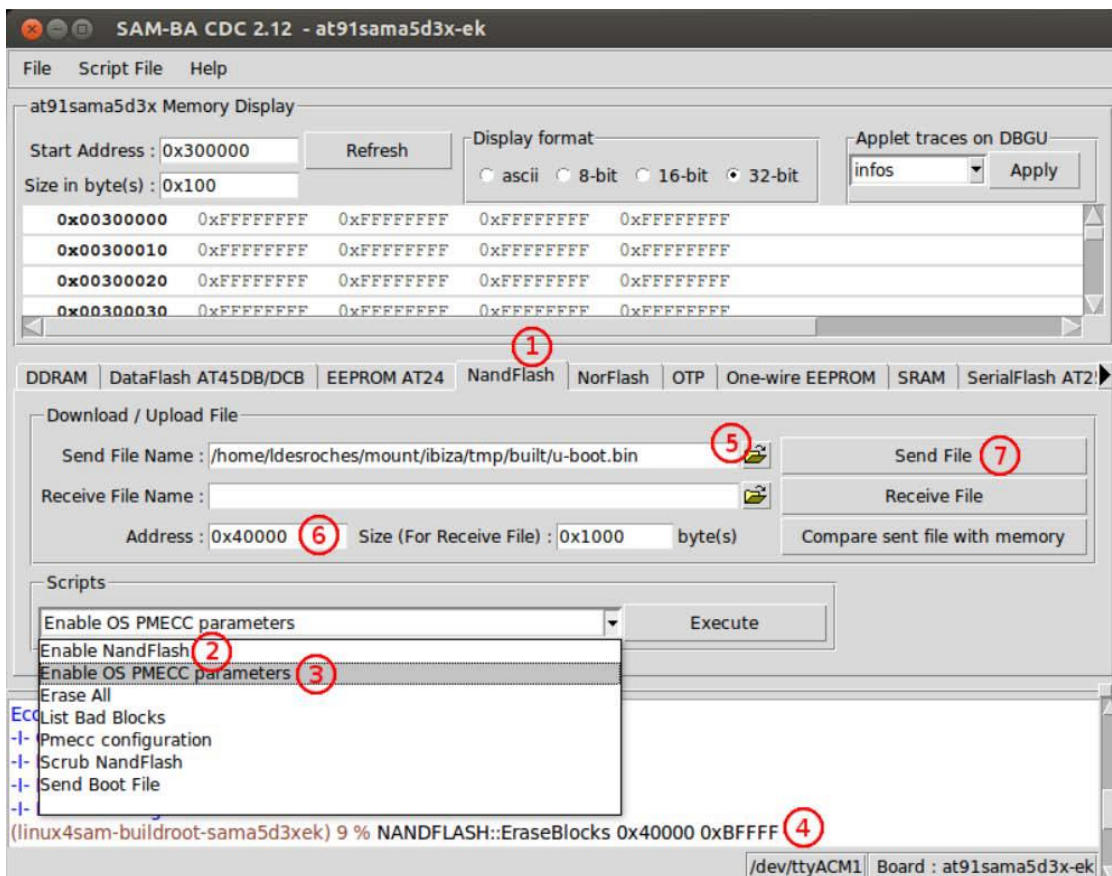 SAM-BA CDC 2.12 - at91sama5d3x-ek
File Script File Help
at91sama5d3x Memory Display
Start Address : 0x300000 Refresh Display format Applet traces on DBGU
ascii 8-bit 16-bit 32-bit infos Apply
Size in byte(s) : 0x100
0x00300000 0xFFFFFFFF 0xFFFFFFFF 0xFFFFFFFF 0xFFFFFFFF
0x00300010 0xFFFFFFFF 0xFFFFFFFF 0xFFFFFFFF 0xFFFFFFFF
0x00300020 0xFFFFFFFF 0xFFFFFFFF 0xFFFFFFFF 0xFFFFFFFF
0x00300030 0xFFFFFFFF 0xFFFFFFFF 0xFFFFFFFF 0xFFFFFFFF
1
DDRAM DataFlash AT45DB/DCB EEPROM AT24 NandFlash NorFlash OTP One-wire EEPROM SRAM SerialFlash AT25
Download / Upload File
Send File Name : /home/ldesroches/mount/ibiza/tmp/built/u-boot.bin 5 Send File 7
Receive File Name : Receive File
Address : 0x40000 6 Size (For Receive File) : 0x1000 byte(s) Compare sent file with memory
Scripts
Enable OS PMECC parameters Execute
Enable NandFlash 2
Enable OS PMECC parameters 3
Erase All
List Bad Blocks
-I- Pmecc configuration
-I- Scrub NandFlash
-I- Send Boot File
-I-
(linux4sam-buildroot-sama5d3xek) 9 % NANDFLASH::EraseBlocks 0x40000 0xBFFFF 4
/dev/ttyACM1 Board : at91sama5d3x-ek